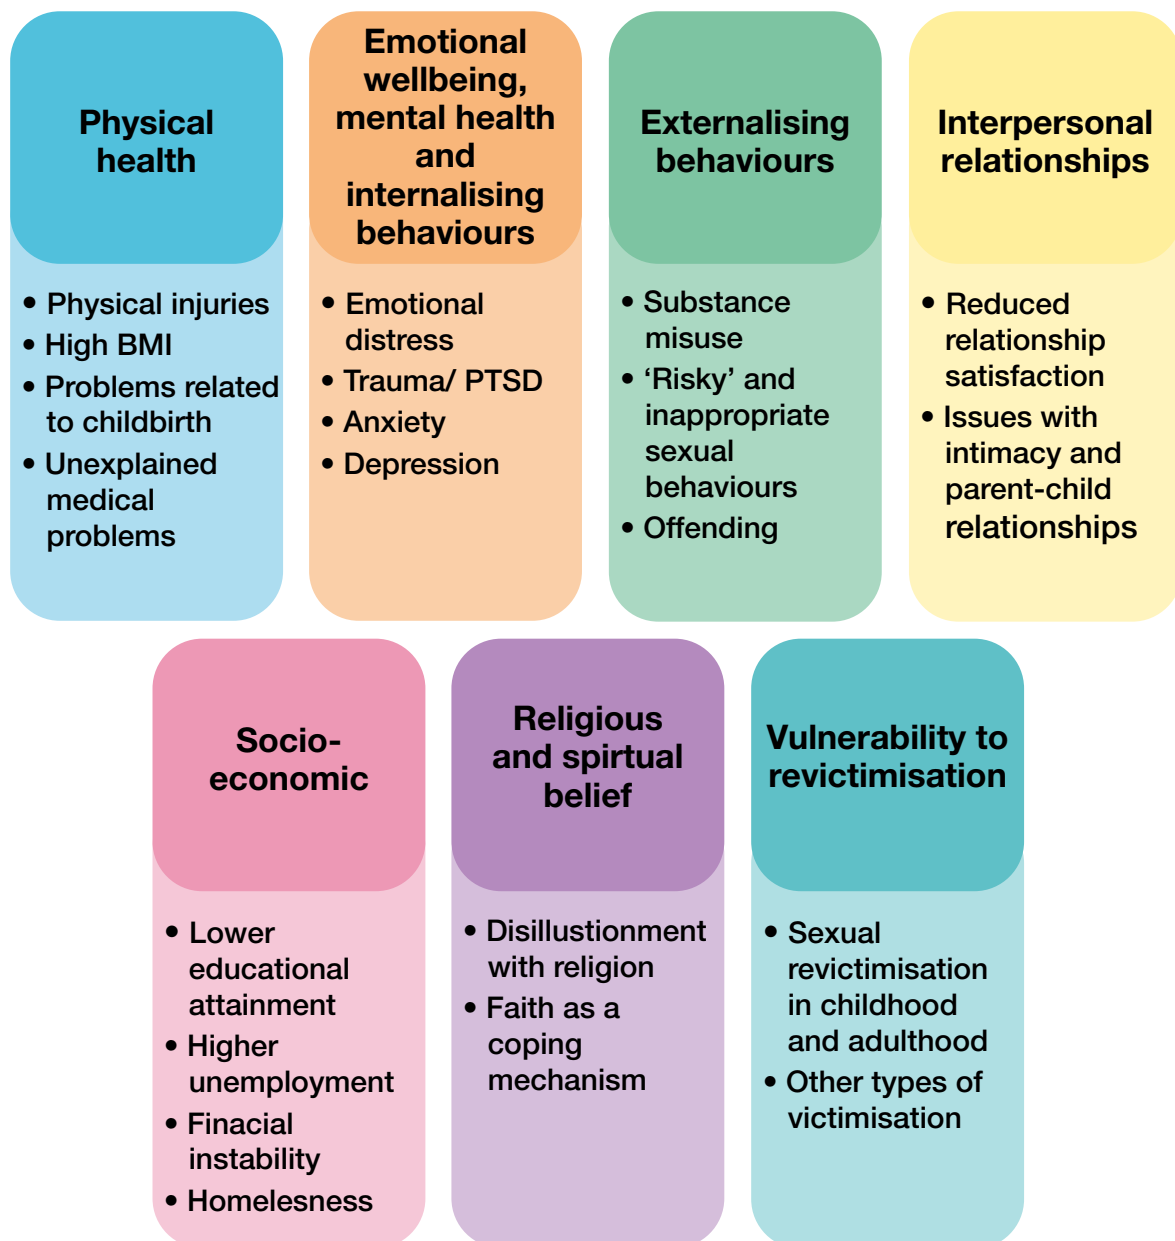 Physical
health
• Physical injuries
• High BMI
• Problems related
to childbirth
• Unexplained
medical
problems
Emotional
wellbeing,
mental health
and
internalising
behaviours
• Emotional
distress
• Trauma/ PTSD
• Anxiety
• Depression
Externalising
behaviours
• Substance
misuse
• ‘Risky’ and
inappropriate
sexual
behaviours
• Offending
Interpersonal
relationships
• Reduced
relationship
satisfaction
• Issues with
intimacy and
parent-child
relationships
Socio-
economic
• Lower
educational
attainment
• Higher
unemployment
• Finacial
instability
• Homelesness
Religious
and spirtual
belief
• Disillustionment
with religion
• Faith as a
coping
mechanism
Vulnerability to
revictimisation
• Sexual
revictimisation
in childhood
and adulthood
• Other types of
victimisation